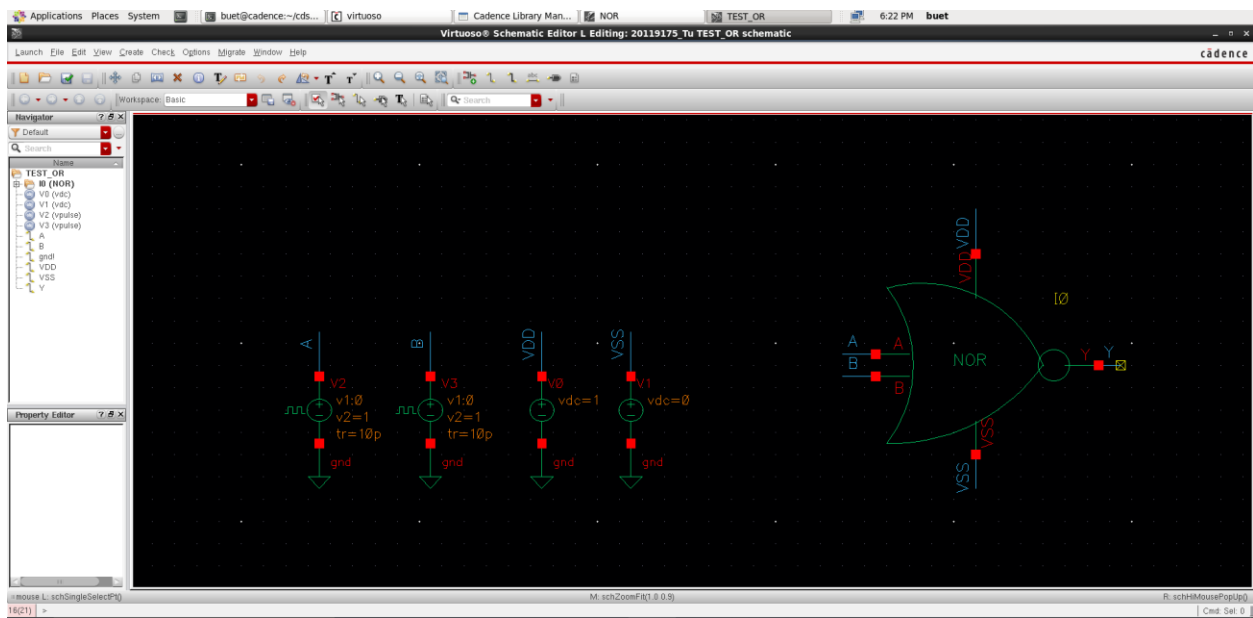 Applications Places System buet@cadence:~/cds... virtuoso Cadence Library Man... NOR TEST_OR 6:22 PM buet
Virtuoso® Schematic Editor L Editing: 20119175_Tu TEST_OR schematic
Launch File Edit View Create Check Options Migrate Window Help cādence
Workspace: Basic Search
Navigator
Default
Search
Name
TEST_OR
I0 (NOR)
V0 (vdc)
V1 (vdc)
V2 (vpulse)
V3 (vpulse)
A
B
gnd!
VDD
VSS
Y
Property Editor
A
V2
v1:0
v2=1
tr=10p
gnd
B
V3
v1:0
v2=1
tr=10p
gnd
VDD
V0
vdc=1
gnd
VSS
V1
vdc=0
gnd
VDD
VDD
I0
A A
B B
NOR
Y Y
VSS
VSS
mouse L: schSingleSelectPt() M: schZoomFit(1.0 0.9) R: schHiMousePopUp()
16(21) > Cmd: Sel: 0